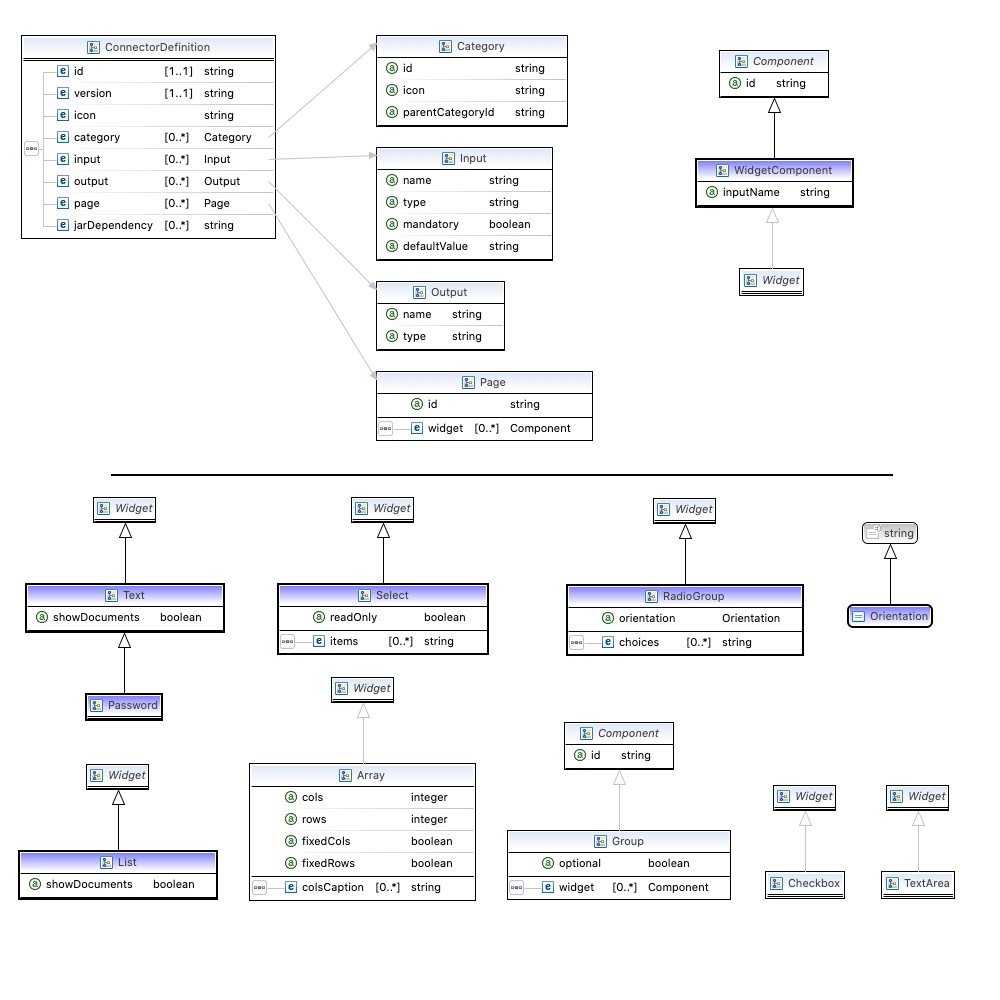 ConnectorDefinition
id [1..1] string
version [1..1] string
icon string
category [0..*] Category
input [0..*] Input
output [0..*] Output
page [0..*] Page
jarDependency [0..*] string
Category
a id string
a icon string
a parentCategoryId string
Input
a name string
a type string
a mandatory boolean
a defaultValue string
Output
a name string
a type string
Page
a id string
e widget [0..*] Component
Component
a id string
WidgetComponent
a inputName string
Widget
Widget
Text
a showDocuments boolean
Password
Widget
Select
a readOnly boolean
e items [0..*] string
Widget
RadioGroup
a orientation Orientation
e choices [0..*] string
string
Orientation
Widget
List
a showDocuments boolean
Widget
Array
a cols integer
a rows integer
a fixedCols boolean
a fixedRows boolean
e colsCaption [0..*] string
Component
a id string
Group
a optional boolean
e widget [0..*] Component
Widget
Checkbox
Widget
TextArea